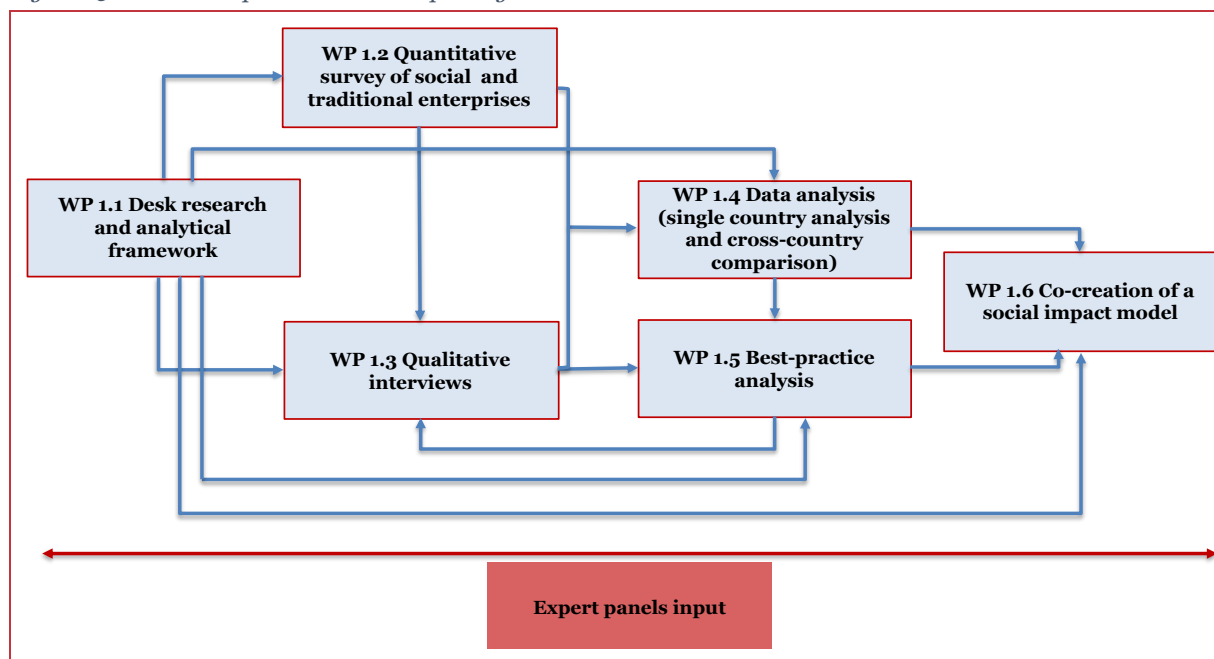 WP 1.2 Quantitative
survey of social and
traditional enterprises
WP 1.1 Desk research
and analytical
framework
WP 1.4 Data analysis
(single country analysis
and cross-country
comparison)
WP 1.6 Co-creation of a
social impact model
WP 1.3 Qualitative
interviews
WP 1.5 Best-practice
analysis
Expert panels input